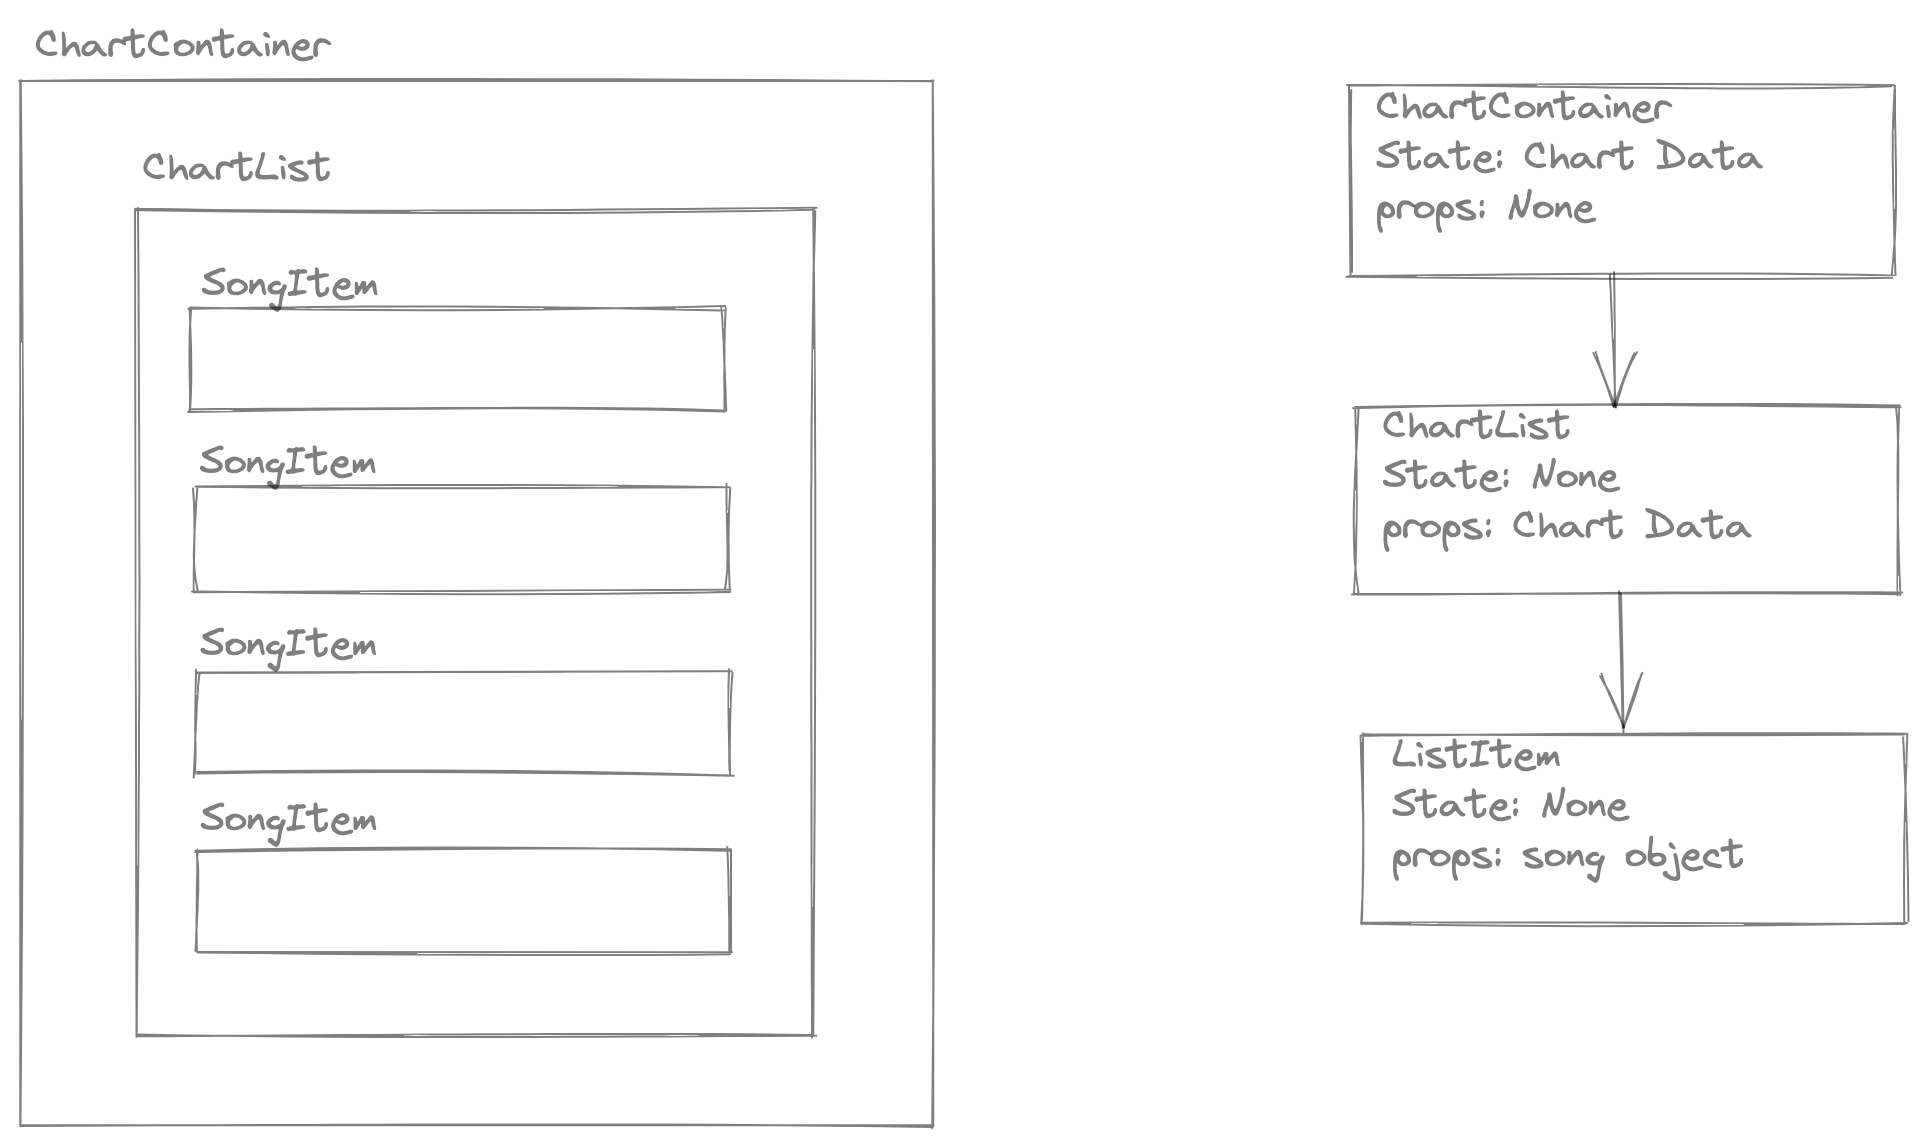 ChartContainer
ChartList
SongItem
SongItem
SongItem
SongItem
ChartContainer
State: Chart Data
props: None
ChartList
State: None
props: Chart Data
ListItem
State: None
props: song object